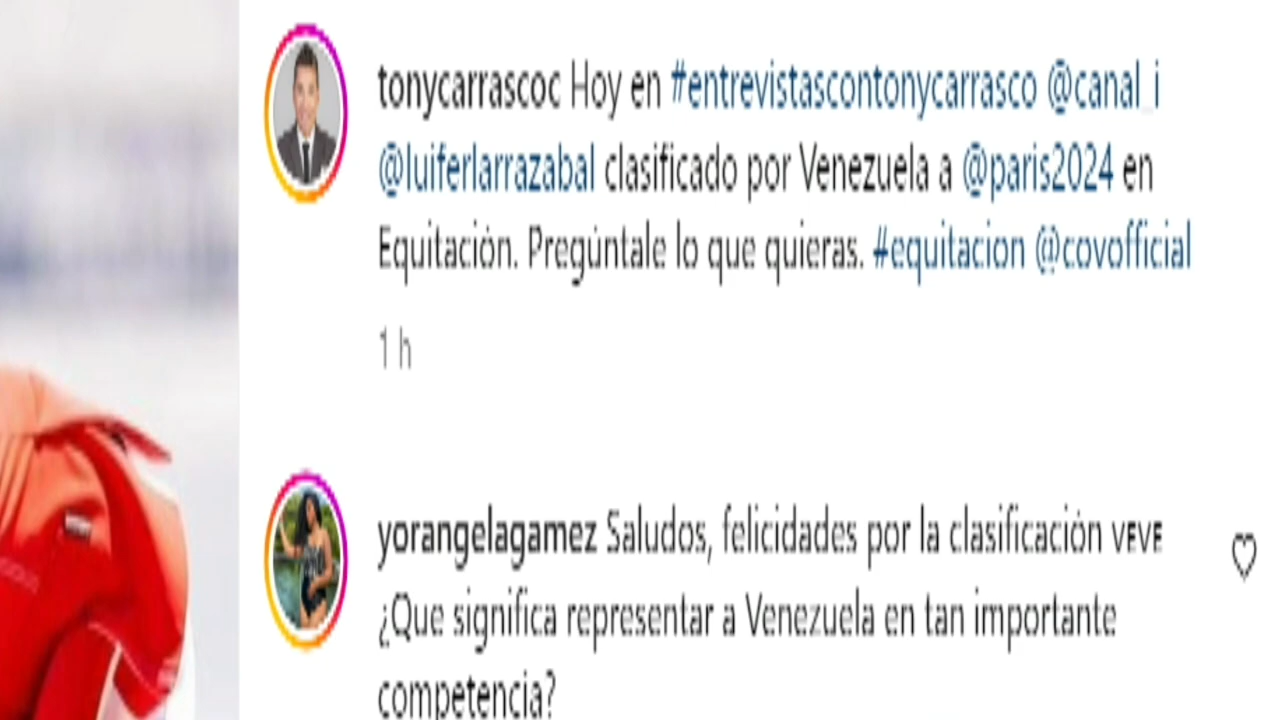 tonycarrascoc Hoy en #entrevistascontonycarrasco @canal_i
@luiferlarrazabal clasificado por Venezuela a @paris2024 en
Equitación. Pregúntale lo que quieras. #equitacion @covofficial
1 h
yorangelagamez Saludos, felicidades por la clasificación VEVE
¿Que significa representar a Venezuela en tan importante
competencia?